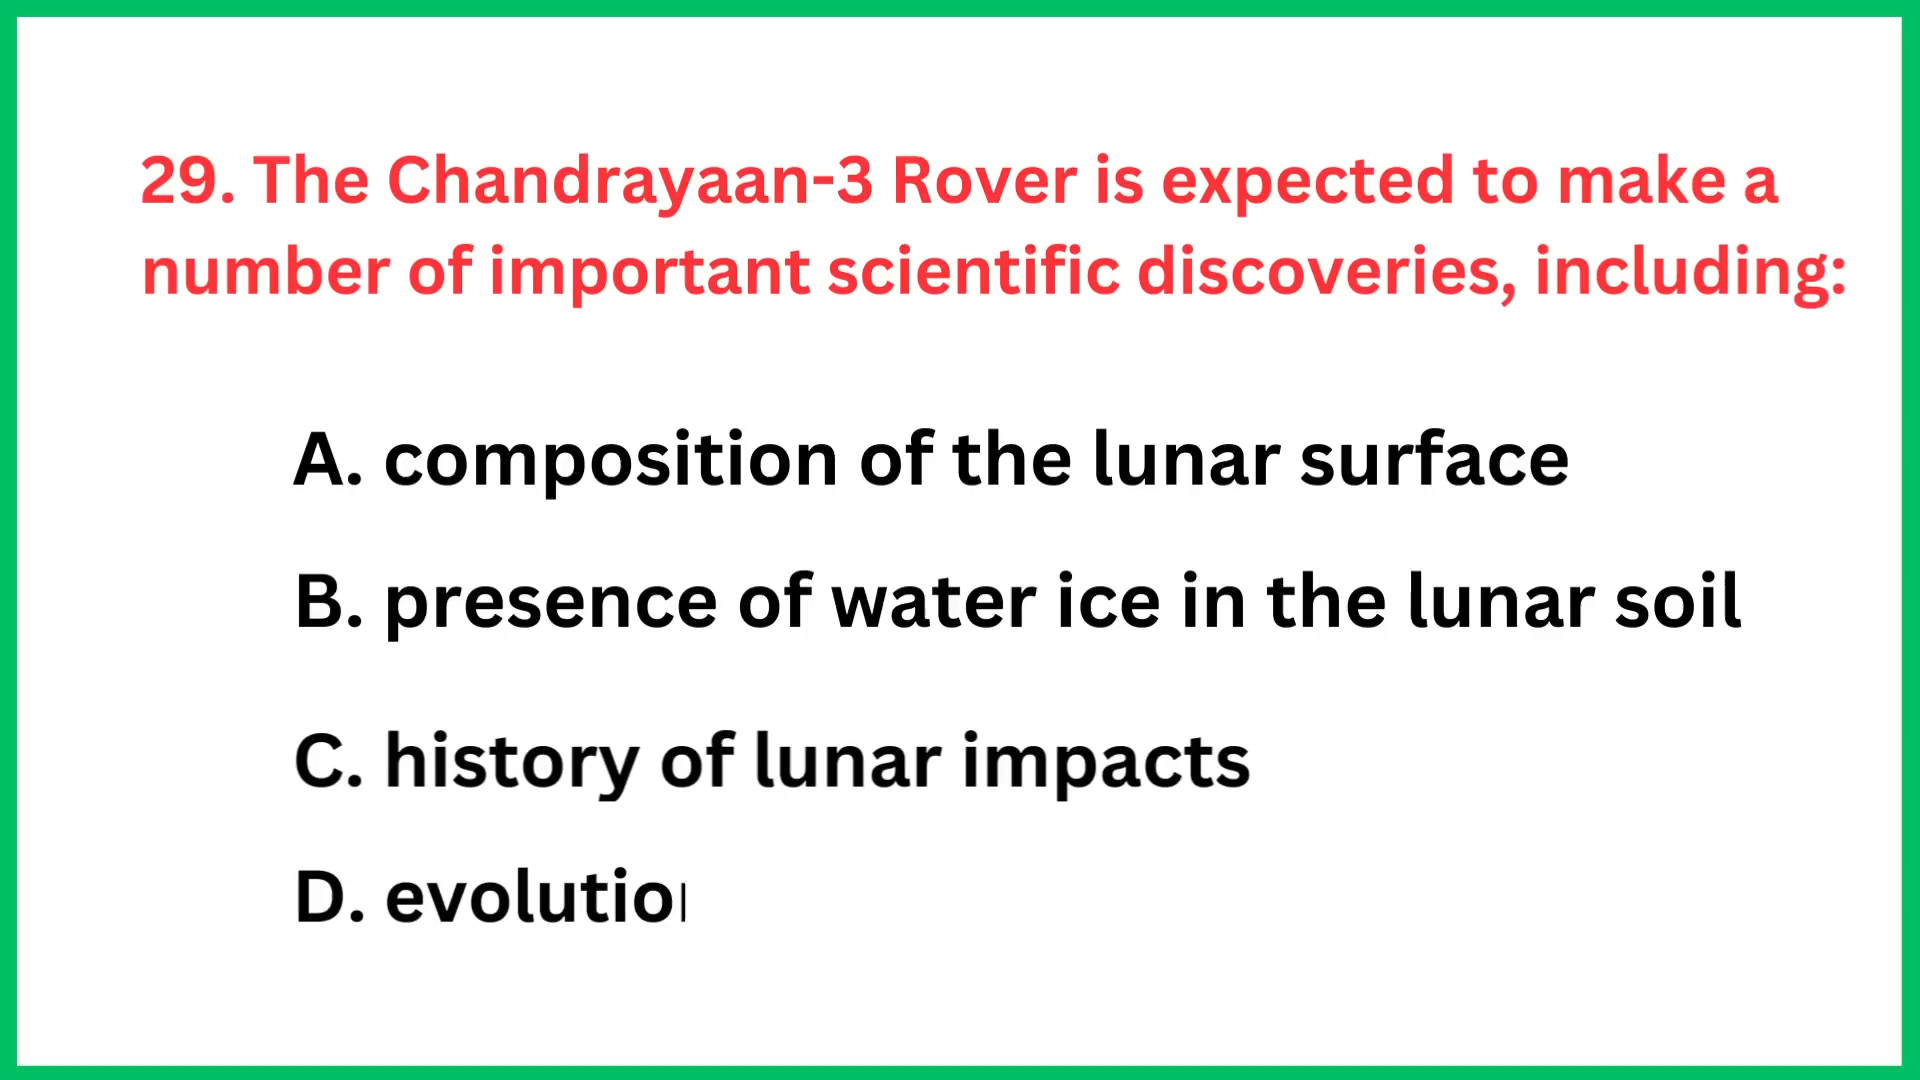 29. The Chandrayaan-3 Rover is expected to make a
number of important scientific discoveries, including:
A. composition of the lunar surface
B. presence of water ice in the lunar soil
C. history of lunar impacts
D.